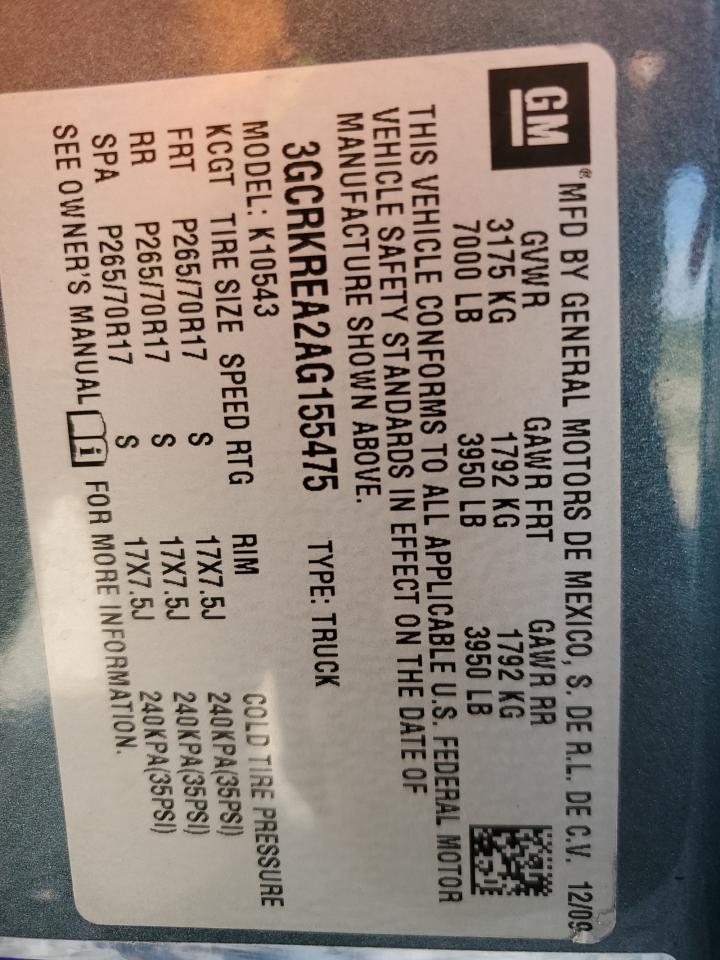 GM
® MFD BY GENERAL MOTORS DE MEXICO, S. DE R.L. DE C.V. 12/09
GVWR GAWR FRT GAWR RR
3175 KG 1792 KG 1792 KG
7000 LB 3950 LB 3950 LB
THIS VEHICLE CONFORMS TO ALL APPLICABLE U.S. FEDERAL MOTOR
VEHICLE SAFETY STANDARDS IN EFFECT ON THE DATE OF
MANUFACTURE SHOWN ABOVE.
3GCRKREA2AG155475 TYPE: TRUCK
MODEL: K10543
KCGT TIRE SIZE SPEED RTG RIM COLD TIRE PRESSURE
FRT P265/70R17 S 17X7.5J 240KPA(35PSI)
RR P265/70R17 S 17X7.5J 240KPA(35PSI)
SPA P265/70R17 S 17X7.5J 240KPA(35PSI)
SEE OWNER'S MANUAL i FOR MORE INFORMATION.